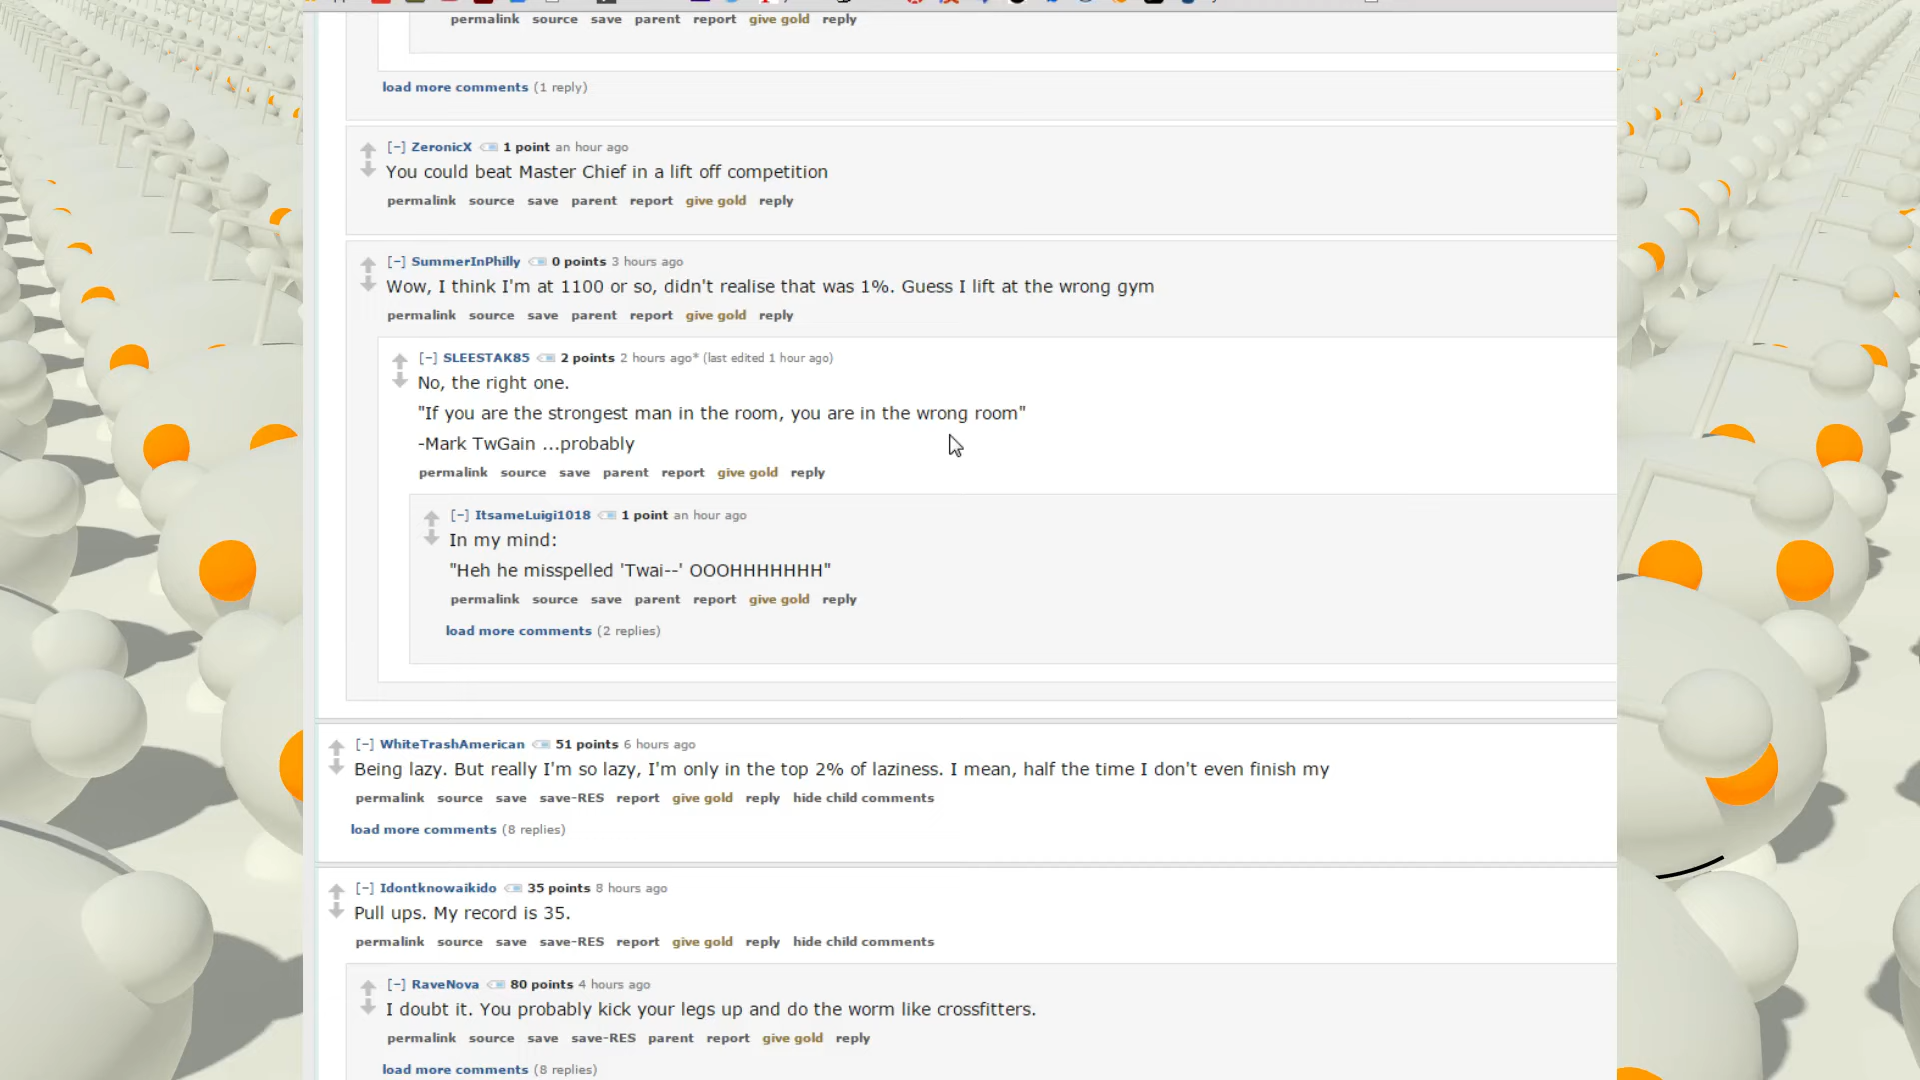 permalink source save parent report give gold reply
load more comments (1 reply)
[–] ZeronicX 1 point an hour ago
You could beat Master Chief in a lift off competition
permalink source save parent report give gold reply
[–] SummerInPhilly 0 points 3 hours ago
Wow, I think I'm at 1100 or so, didn't realise that was 1%. Guess I lift at the wrong gym
permalink source save parent report give gold reply
[–] SLEESTAK85 2 points 2 hours ago* (last edited 1 hour ago)
No, the right one.
"If you are the strongest man in the room, you are in the wrong room"
-Mark TwGain ...probably
permalink source save parent report give gold reply
[–] ItsameLuigi1018 1 point an hour ago
In my mind:
"Heh he misspelled 'Twai--' OOOHHHHHHH"
permalink source save parent report give gold reply
load more comments (2 replies)
[–] WhiteTrashAmerican 51 points 6 hours ago
Being lazy. But really I'm so lazy, I'm only in the top 2% of laziness. I mean, half the time I don't even finish my
permalink source save save-RES report give gold reply hide child comments
load more comments (8 replies)
[–] Idontknowaikido 35 points 8 hours ago
Pull ups. My record is 35.
permalink source save save-RES report give gold reply hide child comments
[–] RaveNova 80 points 4 hours ago
I doubt it. You probably kick your legs up and do the worm like crossfitters.
permalink source save save-RES parent report give gold reply
load more comments (8 replies)